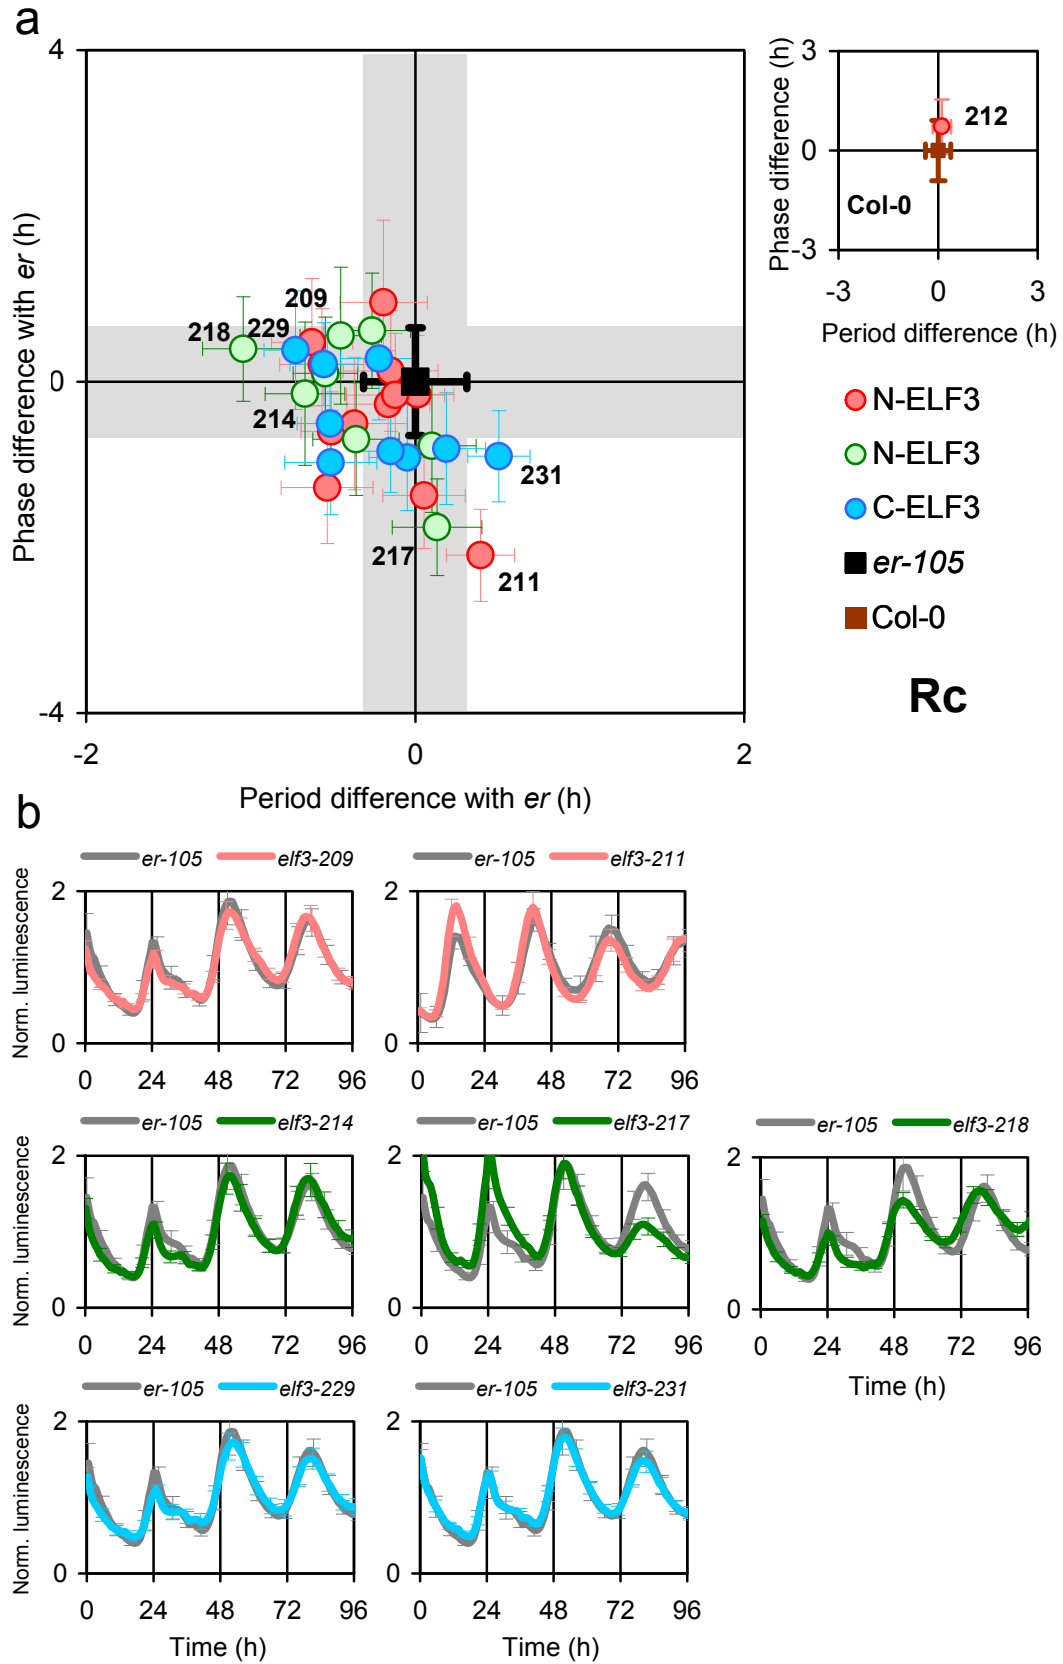 a
4
0
-4
-2
0
2
Phase difference with er (h)
Period difference with er (h)
209
218
229
214
231
217
211
3
0
-3
-3
0
3
Phase difference (h)
Period difference (h)
212
Col-0
N-ELF3
N-ELF3
C-ELF3
er-105
Col-0
Rc
b
er-105 elf3-209
er-105 elf3-211
Norm. luminescence
2
0
0 24 48 72 96
2
0
0 24 48 72 96
er-105 elf3-214
er-105 elf3-217
er-105 elf3-218
Norm. luminescence
2
0
0 24 48 72 96
2
0
0 24 48 72 96
2
0
0 24 48 72 96
Time (h)
er-105 elf3-229
er-105 elf3-231
Norm. luminescence
2
0
0 24 48 72 96
Time (h)
2
0
0 24 48 72 96
Time (h)